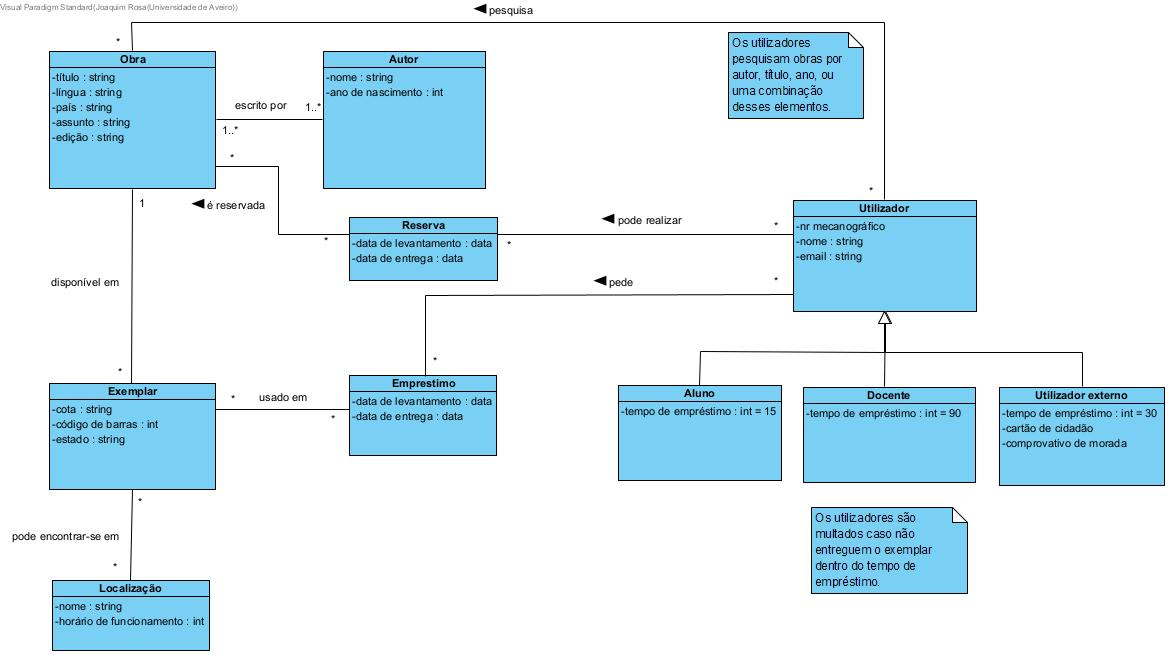 Visual Paradigm Standard(Joaquim Rosa(Universidade de Aveiro))
◀ pesquisa
*
Obra
-título : string
-língua : string
-país : string
-assunto : string
-edição : string
escrito por
1..*
1..*
Autor
-nome : string
-ano de nascimento : int
Os utilizadores
pesquisam obras por
autor, título, ano, ou
uma combinação
desses elementos.
*
*
1
◀ é reservada
*
Reserva
-data de levantamento : data
-data de entrega : data
*
◀ pode realizar
*
Utilizador
-nr mecanográfico
-nome : string
-email : string
◀ pede
*
*
disponível em
*
Exemplar
-cota : string
-código de barras : int
-estado : string
*
usado em
*
Emprestimo
-data de levantamento : data
-data de entrega : data
Aluno
-tempo de empréstimo : int = 15
Docente
-tempo de empréstimo : int = 90
Utilizador externo
-tempo de empréstimo : int = 30
-cartão de cidadão
-comprovativo de morada
*
pode encontrar-se em
*
Localização
-nome : string
-horário de funcionamento : int
Os utilizadores são
multados caso não
entreguem o exemplar
dentro do tempo de
empréstimo.